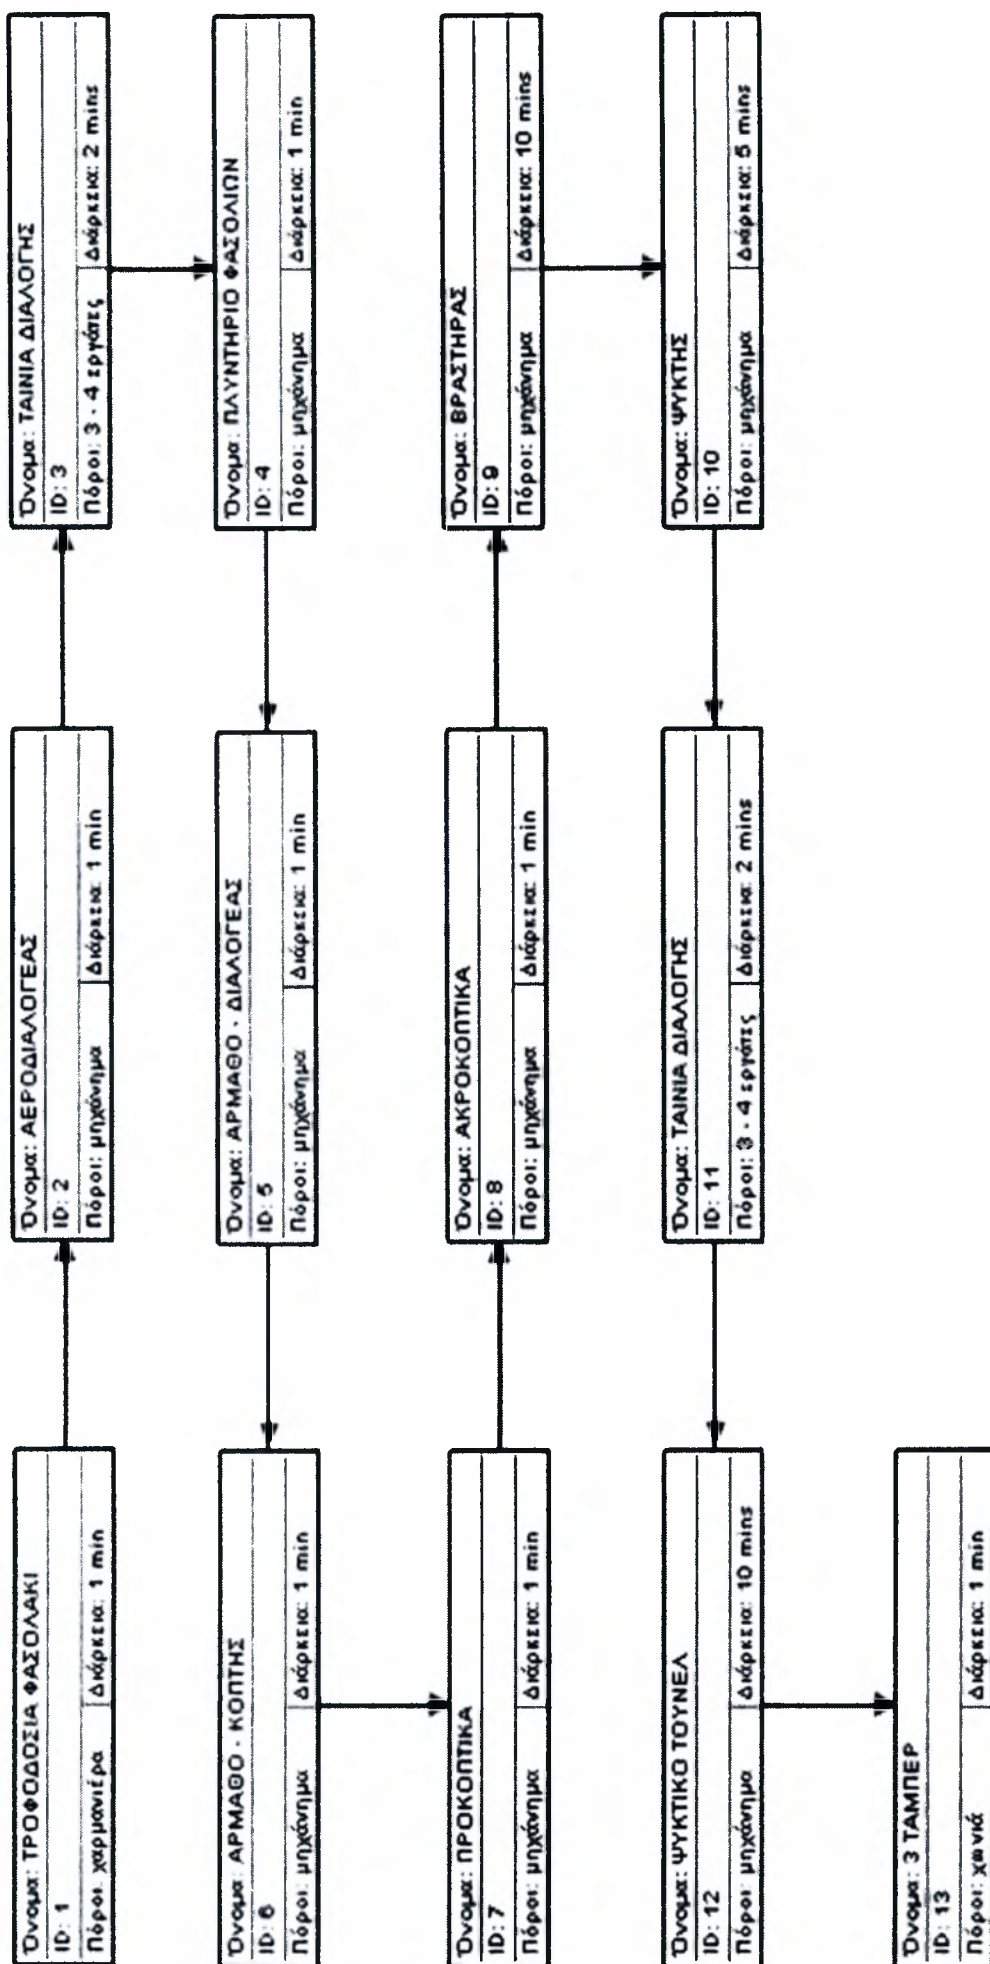 Όνομα: ΤΡΟΦΟΔΟΣΙΑ ΦΑΣΟΛΑΚΙ
ID: 1
Πόροι: χαρμανιέρα
Διάρκεια: 1 min
Όνομα: ΑΕΡΟΔΙΑΛΟΓΕΑΣ
ID: 2
Πόροι: μηχάνημα
Διάρκεια: 1 min
Όνομα: ΤΑΙΝΙΑ ΔΙΑΛΟΓΗΣ
ID: 3
Πόροι: 3 - 4 εργάτες
Διάρκεια: 2 mins
Όνομα: ΠΛΥΝΤΗΡΙΟ ΦΑΣΟΛΙΩΝ
ID: 4
Πόροι: μηχάνημα
Διάρκεια: 1 min
Όνομα: ΑΡΜΑΘΟ - ΔΙΑΛΟΓΕΑΣ
ID: 5
Πόροι: μηχάνημα
Διάρκεια: 1 min
Όνομα: ΑΡΜΑΘΟ - ΚΟΠΤΗΣ
ID: 6
Πόροι: μηχάνημα
Διάρκεια: 1 min
Όνομα: ΠΡΟΚΟΠΤΙΚΑ
ID: 7
Πόροι: μηχάνημα
Διάρκεια: 1 min
Όνομα: ΑΚΡΟΚΟΠΤΙΚΑ
ID: 8
Πόροι: μηχάνημα
Διάρκεια: 1 min
Όνομα: ΒΡΑΣΤΗΡΑΣ
ID: 9
Πόροι: μηχάνημα
Διάρκεια: 10 mins
Όνομα: ΨΥΚΤΗΣ
ID: 10
Πόροι: μηχάνημα
Διάρκεια: 5 mins
Όνομα: ΤΑΙΝΙΑ ΔΙΑΛΟΓΗΣ
ID: 11
Πόροι: 3 - 4 εργάτες
Διάρκεια: 2 mins
Όνομα: ΨΥΚΤΙΚΟ ΤΟΥΝΕΛ
ID: 12
Πόροι: μηχάνημα
Διάρκεια: 10 mins
Όνομα: 3 ΤΑΜΠΕΡ
ID: 13
Πόροι: χωνιά
Διάρκεια: 1 min